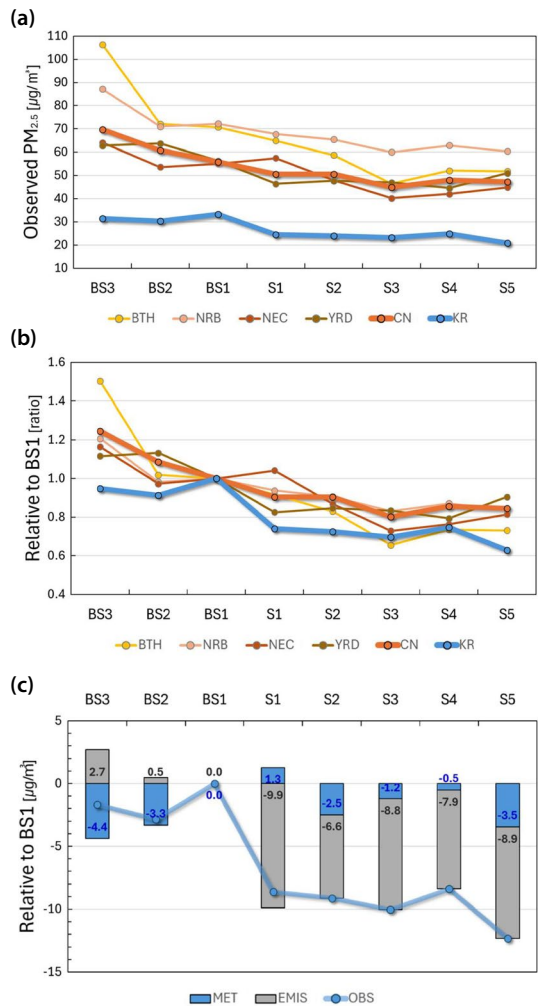 (a)
Observed PM2.5 [µg/m³]
110
100
90
80
70
60
50
40
30
20
10
BS3 BS2 BS1 S1 S2 S3 S4 S5
BTH NRB NEC YRD CN KR
(b)
Relative to BS1 [ratio]
1.6
1.4
1.2
1.0
0.8
0.6
0.4
BS3 BS2 BS1 S1 S2 S3 S4 S5
BTH NRB NEC YRD CN KR
(c)
BS3 BS2 BS1 S1 S2 S3 S4 S5
Relative to BS1 [µg/m³]
5
0
-5
-10
-15
2.7 0.5 0.0 1.3 -2.5 -1.2 -0.5 -3.5
-4.4 -3.3 0.0 -9.9 -6.6 -8.8 -7.9 -8.9
MET EMIS OBS